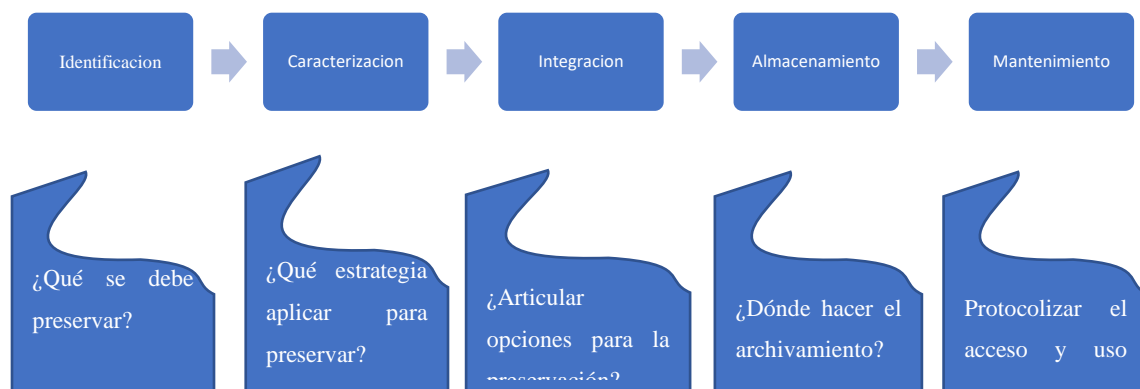 Identificacion
Caracterizacion
Integracion
Almacenamiento
Mantenimiento
¿Qué se debe
preservar?
¿Qué estrategia
aplicar para
preservar?
¿Articular
opciones para la
preservación?
¿Dónde hacer el
archivamiento?
Protocolizar el
acceso y uso